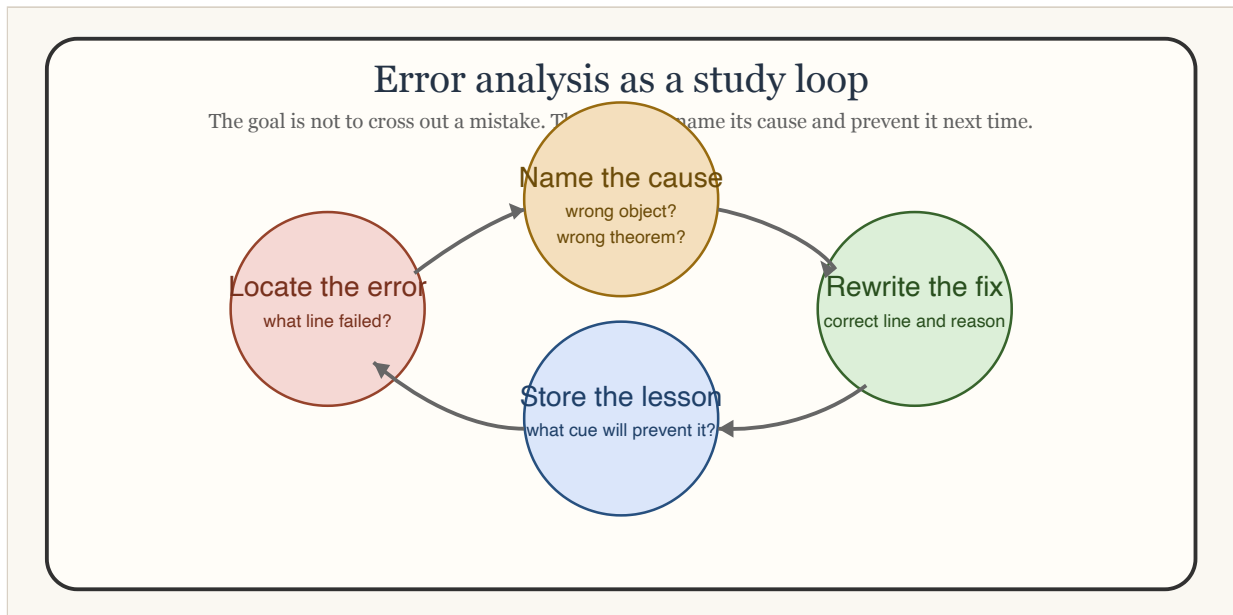 Error analysis as a study loop
The goal is not to cross out a mistake. name its cause and prevent it next time.
Name the cause
wrong object?
wrong theorem?
Locate the error
what line failed?
Rewrite the fix
correct line and reason
Store the lesson
what cue will prevent it?